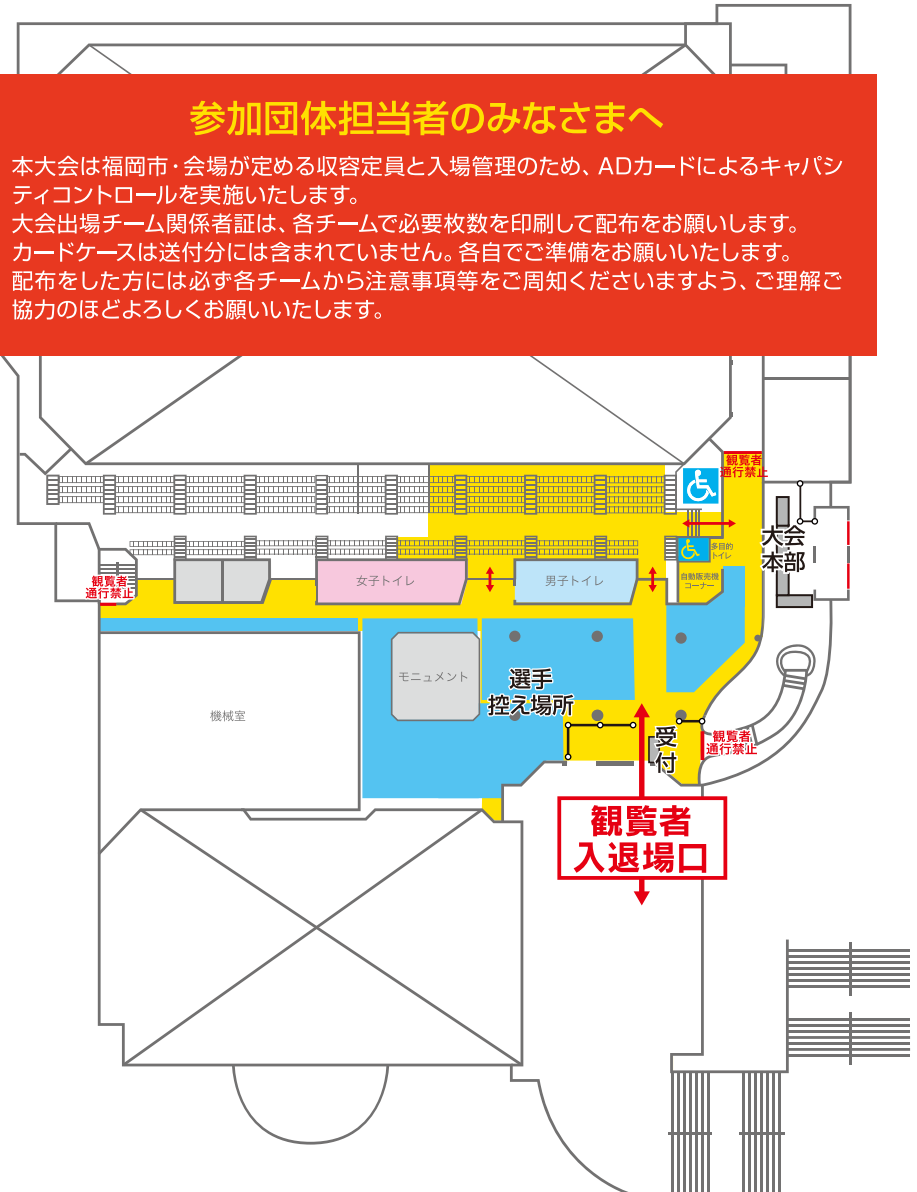 参加団体担当者のみなさまへ
本大会は福岡市・会場が定める収容定員と入場管理のため、ADカードによるキャパシ
ティコントロールを実施いたします。
大会出場チーム関係者証は、各チームで必要枚数を印刷して配布をお願いします。
カードケースは送付分には含まれていません。各自でご準備をお願いいたします。
配布をした方には必ず各チームから注意事項等をご周知くださいますよう、ご理解ご
協力のほどよろしくお願いいたします。
観覧者
通行禁止
大会
本部
多目的
トイレ
観覧者
通行禁止
女子トイレ
男子トイレ
自動販売機
コーナー
モニュメント
選手
控え場所
機械室
受
付
観覧者
通行禁止
観覧者
入退場口